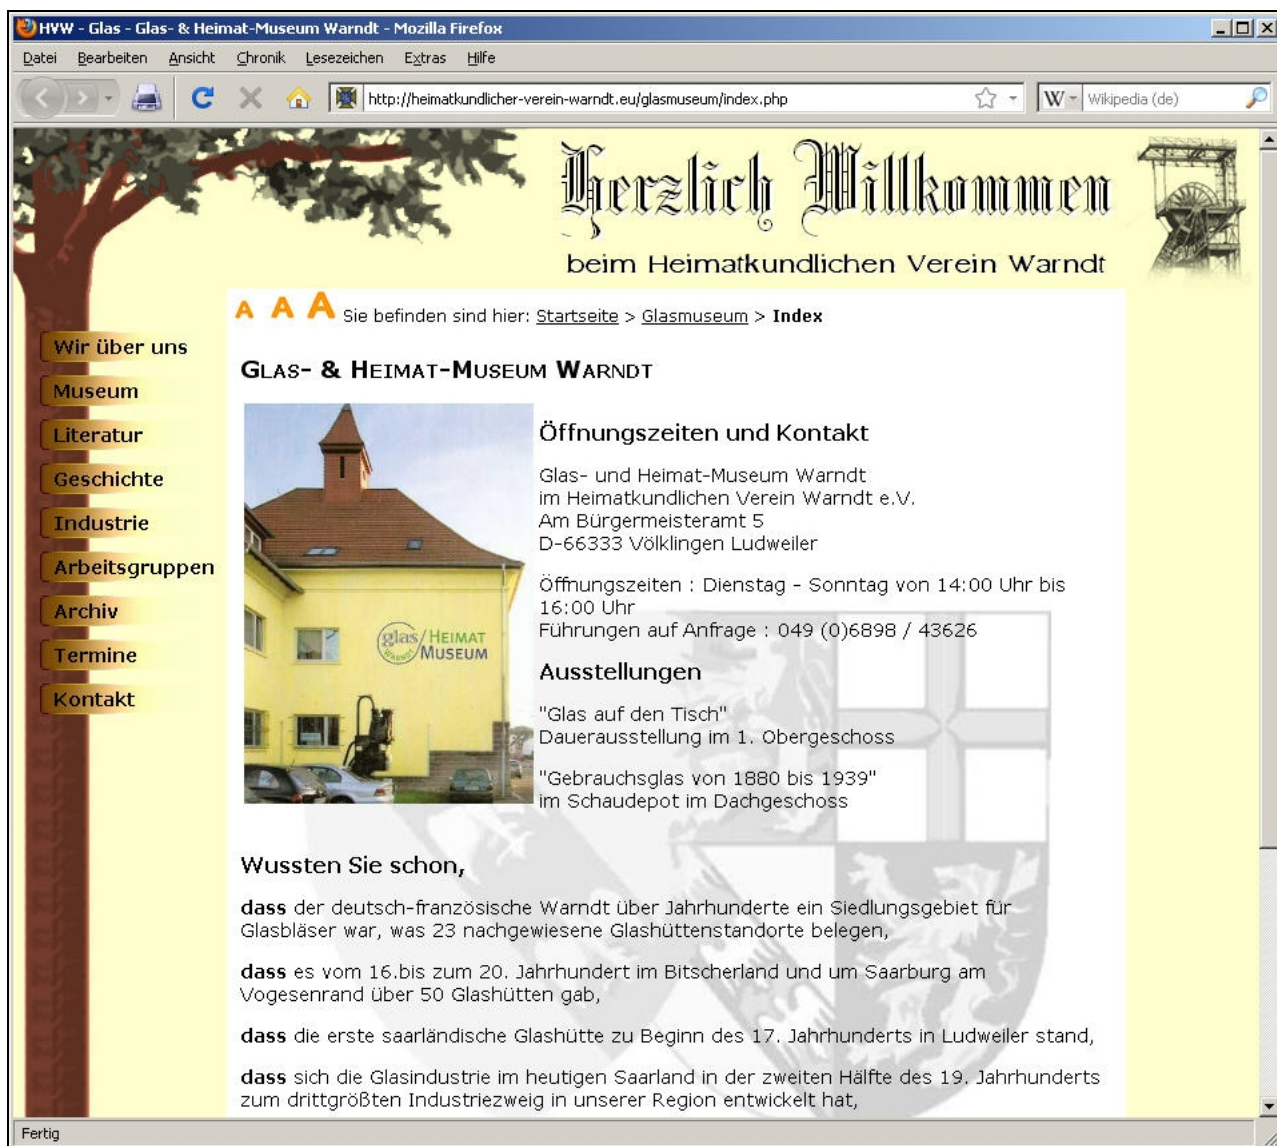 HVW - Glas - Glas- & Heimat-Museum Warndt - Mozilla Firefox
Datei Bearbeiten Ansicht Chronik Lesezeichen Extras Hilfe
http://heimatkundlicher-verein-warndt.eu/glasmuseum/index.php
W Wikipedia (de)
Herzlich Willkommen
beim Heimatkundlichen Verein Warndt
A A A Sie befinden sind hier: Startseite > Glasmuseum > Index
Wir über uns
Museum
Literatur
Geschichte
Industrie
Arbeitsgruppen
Archiv
Termine
Kontakt
GLAS- & HEIMAT-MUSEUM WARNDT
glas HEIMAT
WARNDT MUSEUM
Öffnungszeiten und Kontakt
Glas- und Heimat-Museum Warndt
im Heimatkundlichen Verein Warndt e.V.
Am Bürgermeisteramt 5
D-66333 Völklingen Ludweiler
Öffnungszeiten : Dienstag - Sonntag von 14:00 Uhr bis
16:00 Uhr
Führungen auf Anfrage : 049 (0)6898 / 43626
Ausstellungen
"Glas auf den Tisch"
Dauerausstellung im 1. Obergeschoss
"Gebrauchsglas von 1880 bis 1939"
im Schaudepot im Dachgeschoss
Wussten Sie schon,
dass der deutsch-französische Warndt über Jahrhunderte ein Siedlungsgebiet für
Glasbläser war, was 23 nachgewiesene Glashüttenstandorte belegen,
dass es vom 16.bis zum 20. Jahrhundert im Bitscherland und um Saarburg am
Vogesenrand über 50 Glashütten gab,
dass die erste saarländische Glashütte zu Beginn des 17. Jahrhunderts in Ludweiler stand,
dass sich die Glasindustrie im heutigen Saarland in der zweiten Hälfte des 19. Jahrhunderts
zum drittgrößten Industriezweig in unserer Region entwickelt hat,
Fertig